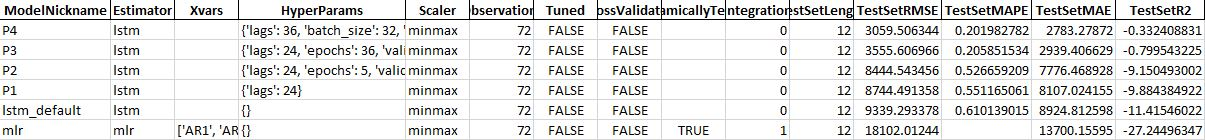 ModelNickname Estimator Xvars HyperParams Scaler bservation Tuned ossValidat amicallyTe ntegration stSetLeng TestSetRMSE TestSetMAPE TestSetMAE TestSetR2
P4 lstm {'lags': 36, 'batch_size': 32, ' minmax 72 FALSE FALSE 0 12 3059.506344 0.201982782 2783.27872 -0.332408831
P3 lstm {'lags': 24, 'epochs': 36, 'vali minmax 72 FALSE FALSE 0 12 3555.606966 0.205851534 2939.406629 -0.799543225
P2 lstm {'lags': 24, 'epochs': 5, 'valid minmax 72 FALSE FALSE 0 12 8444.543456 0.526659209 7776.468928 -9.150493002
P1 lstm {'lags': 24} minmax 72 FALSE FALSE 0 12 8744.491358 0.551165061 8107.024155 -9.884384922
lstm_default lstm {} minmax 72 FALSE FALSE 0 12 9339.293378 0.610139015 8924.812598 -11.41546022
mlr mlr ['AR1', 'AR {} minmax 72 FALSE FALSE TRUE 1 12 18102.01244 13700.15595 -27.2496347